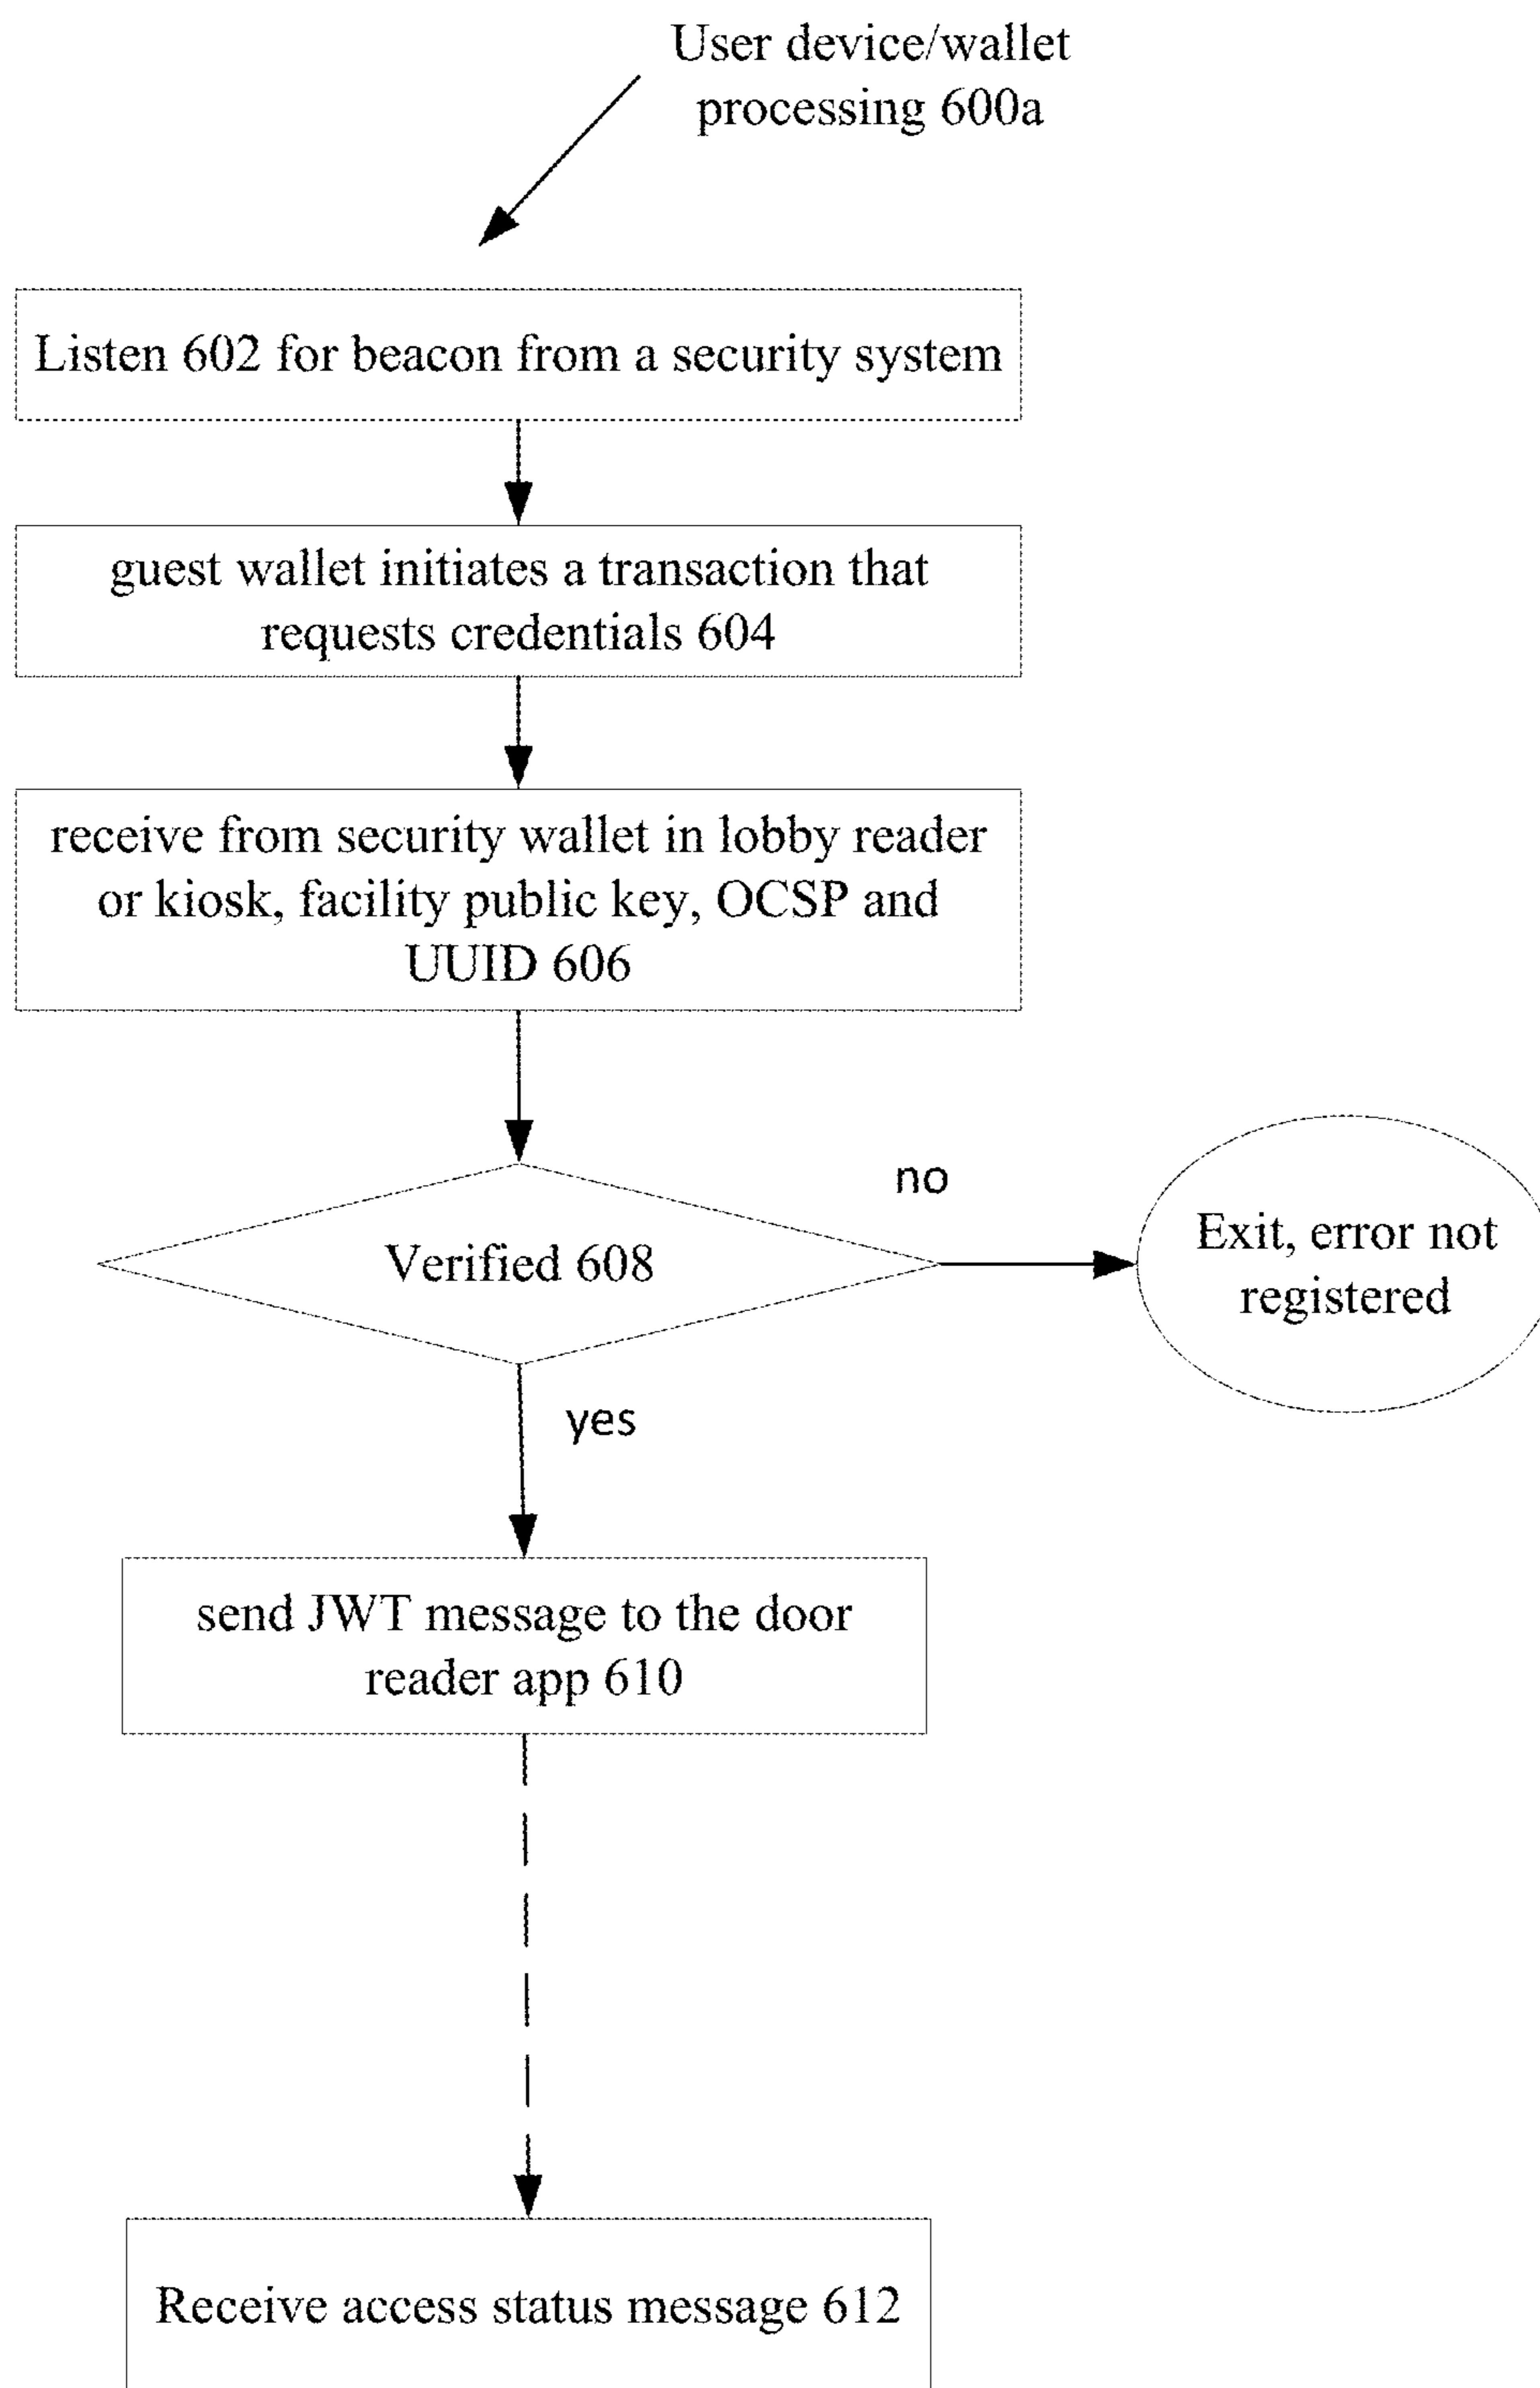 User device/wallet
processing 600a
Listen 602 for beacon from a security system
guest wallet initiates a transaction that
requests credentials 604
receive from security wallet in lobby reader
or kiosk, facility public key, OCSP and
UUID 606
no
Verified 608
Exit, error not
registered
yes
send JWT message to the door
reader app 610
Receive access status message 612